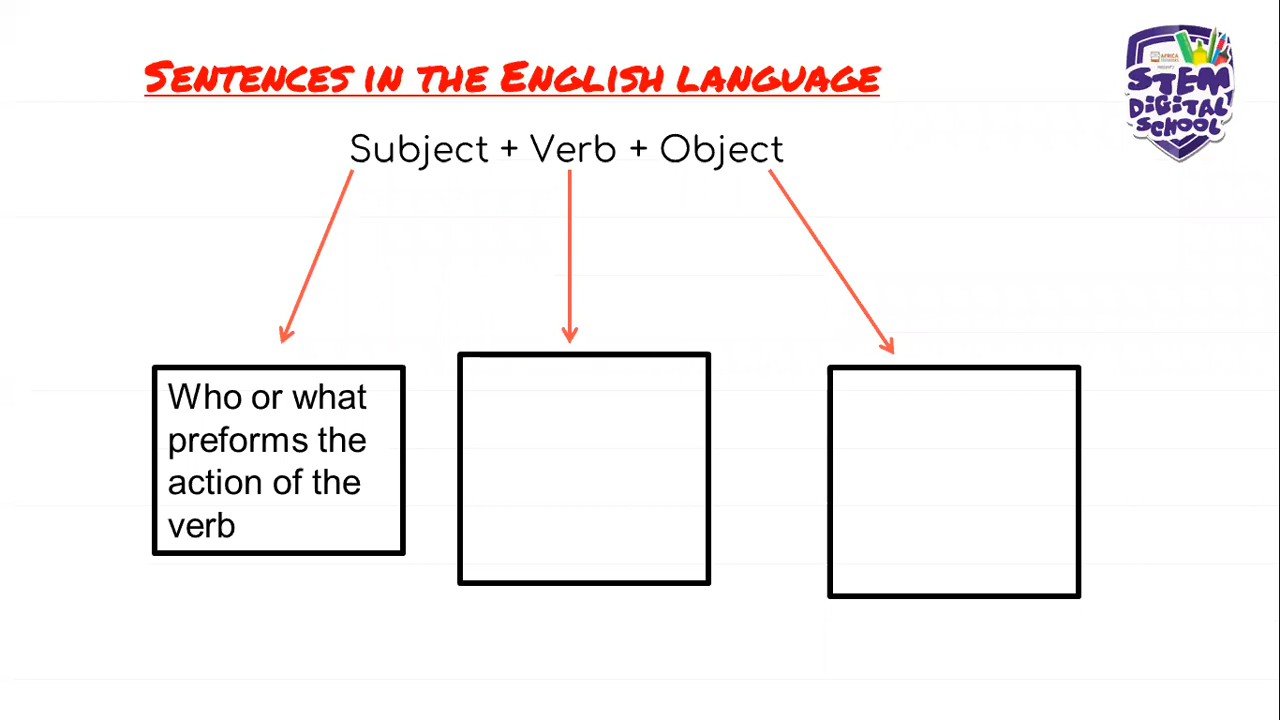 SENTENCES IN THE ENGLISH LANGUAGE
Subject + Verb + Object
Who or what
preforms the
action of the
verb
AFRICA
STEM
DIGITAL
SCHOOL